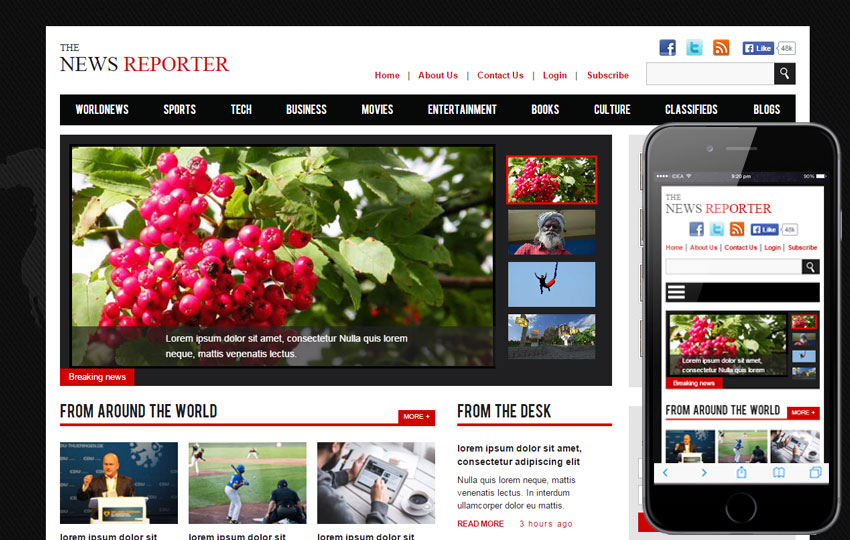 THE
NEWS REPORTER
Like 48k
Home | About Us | Contact Us | Login | Subscribe
WORLDNEWS SPORTS TECH BUSINESS MOVIES ENTERTAINMENT BOOKS CULTURE CLASSIFIEDS BLOGS
Lorem ipsum dolor sit amet, consectetur Nulla quis lorem
neque, mattis venenatis lectus.
Breaking news
FROM AROUND THE WORLD
MORE +
CDU
lorem ipsum dolor sit
lorem ipsum dolor sit
lorem ipsum dolor sit
FROM THE DESK
lorem ipsum dolor sit amet,
consectetur adipiscing elit
Nulla quis lorem neque, mattis
venenatis lectus. In interdum
ullamcorper dolor eu mattis.
READ MORE 3 hours ago
IDEA 9:20 pm 90%
THE
NEWS REPORTER
Like 48k
Home | About Us | Contact Us | Login | Subscribe
Lorem ipsum dolor sit amet,
consectetur Nulla quis lorem
Breaking news
FROM AROUND THE WORLD
MORE +